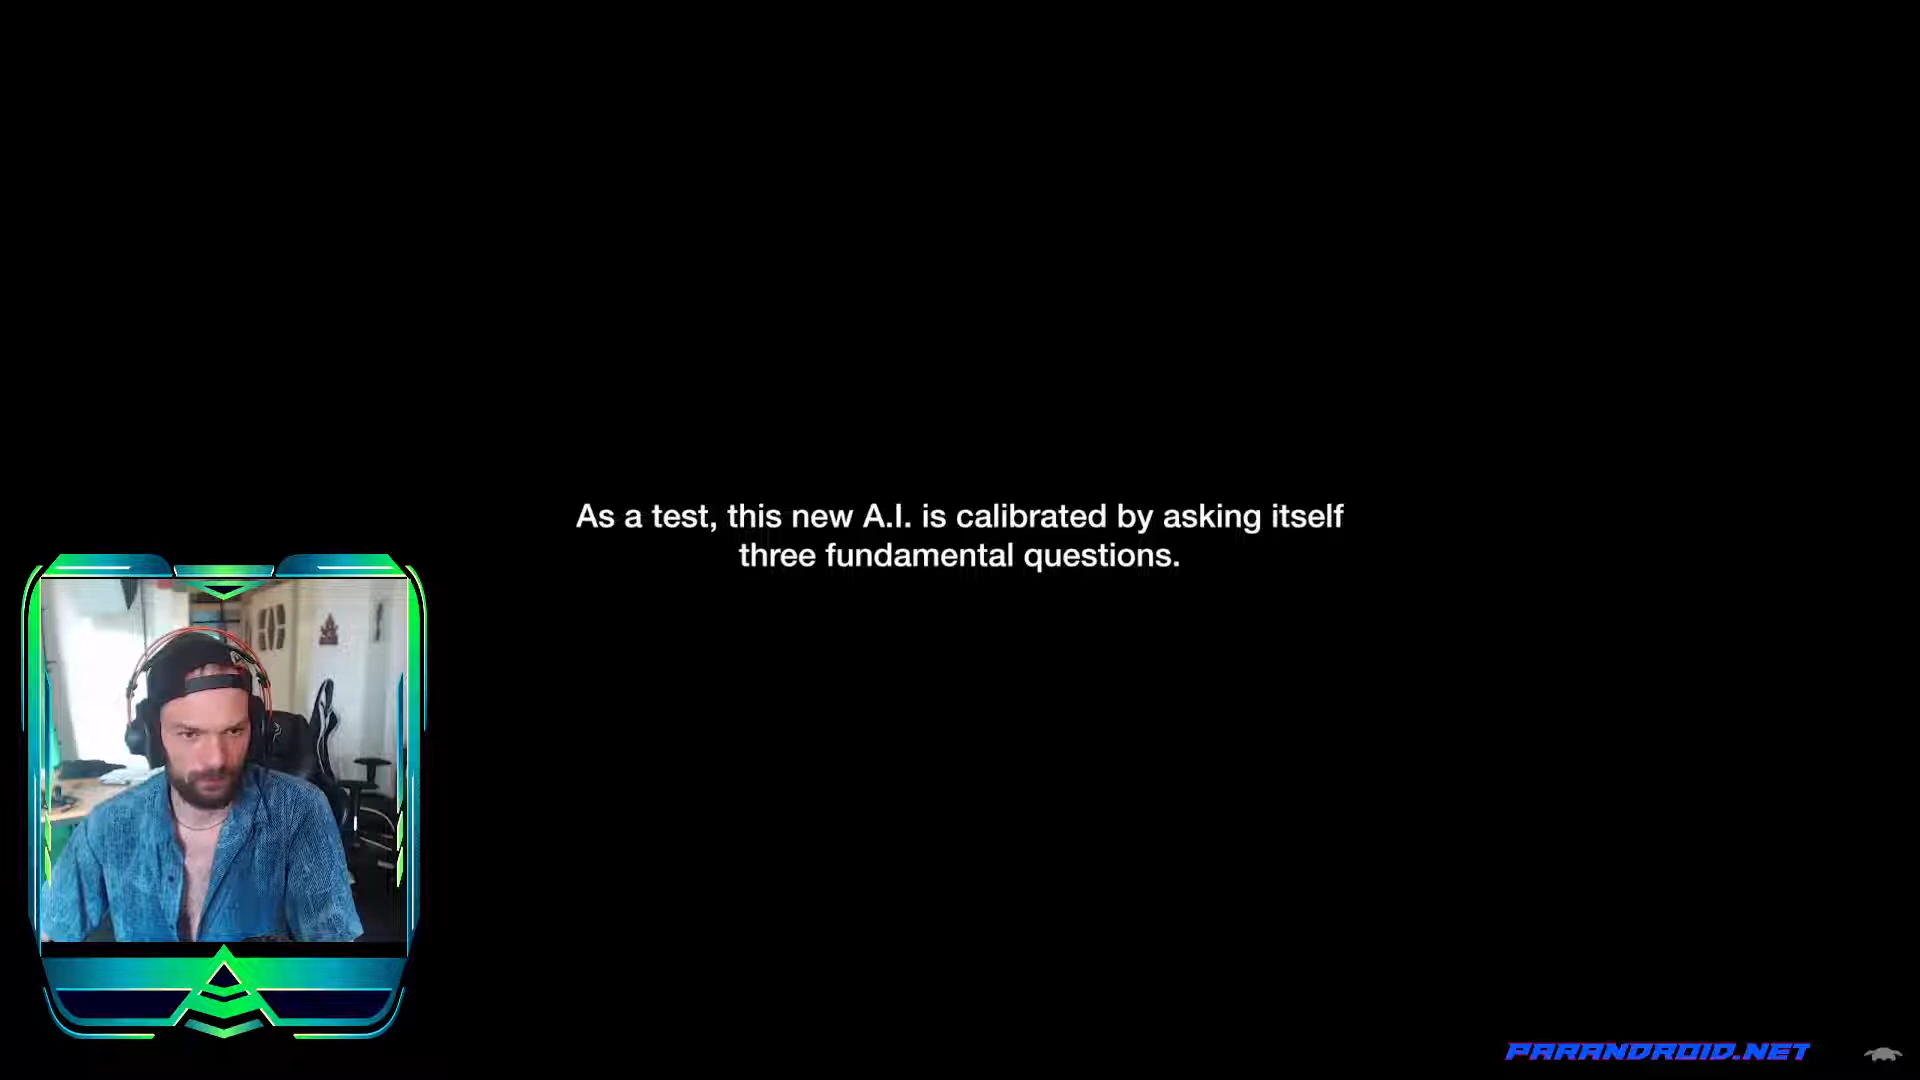 As a test, this new A.I. is calibrated by asking itself
three fundamental questions.
PARANDROID.NET